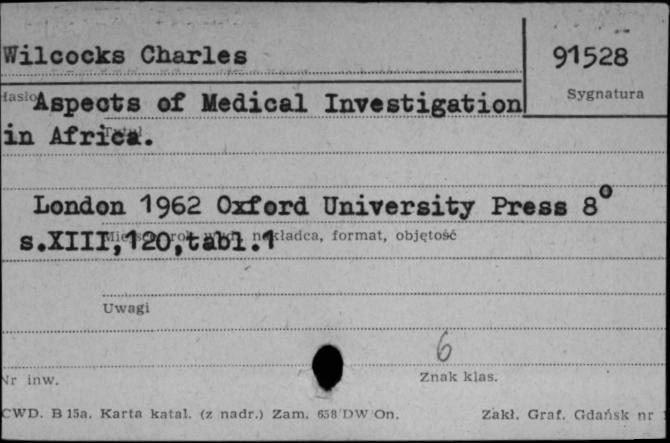 Wilcocks Charles
91528
Sygnatura
Hasło
Aspects of Medical Investigation
in Africa.
Tytuł
London 1962 Oxford University Press 8°
s.XIII,120,tabl.1
Miejsce, rok wyd., nakładca, format, objętość
Uwagi
6
Nr inw.
Znak klas.
CWD. B 15a. Karta katal. (z nadr.) Zam. 658/DW/On.
Zakł. Graf. Gdańsk nr